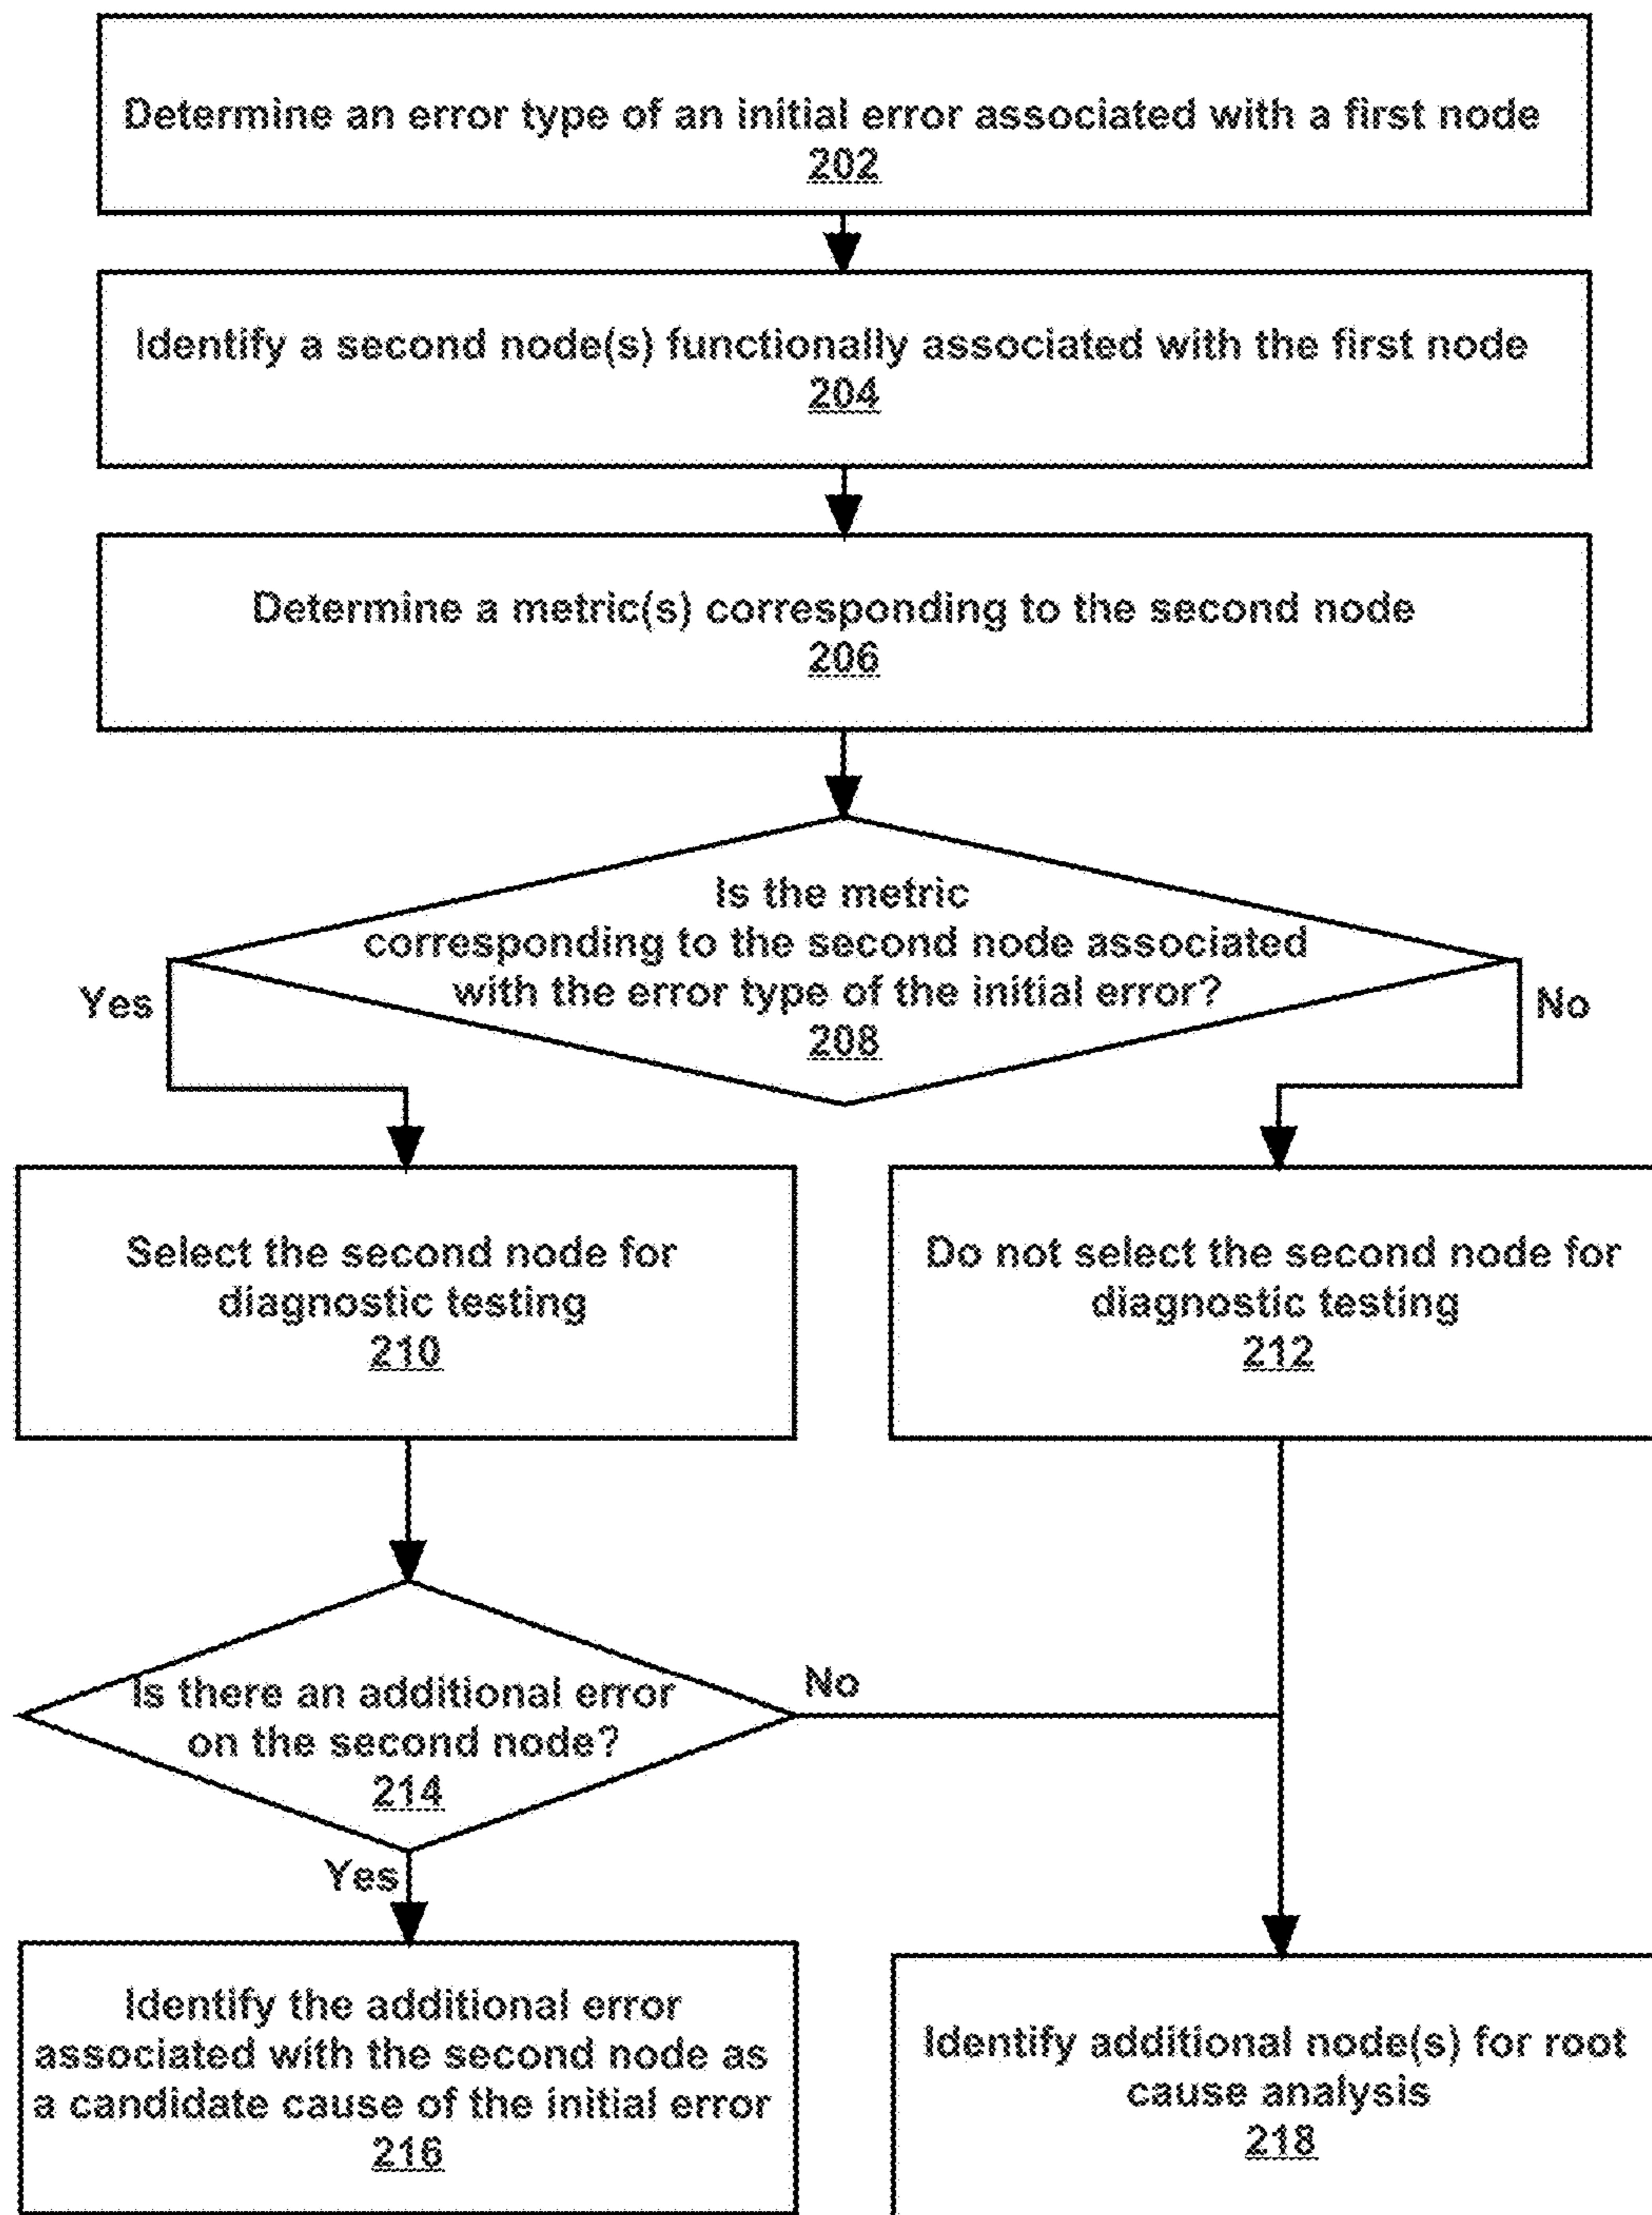 Determine an error type of an initial error associated with a first node
202
Identify a second node(s) functionally associated with the first node
204
Determine a metric(s) corresponding to the second node
206
Is the metric
corresponding to the second node associated
with the error type of the initial error?
208
Yes
No
Select the second node for
diagnostic testing
210
Do not select the second node for
diagnostic testing
212
Is there an additional error
on the second node?
214
No
Yes
Identify the additional error
associated with the second node as
a candidate cause of the initial error
216
Identify additional node(s) for root
cause analysis
218